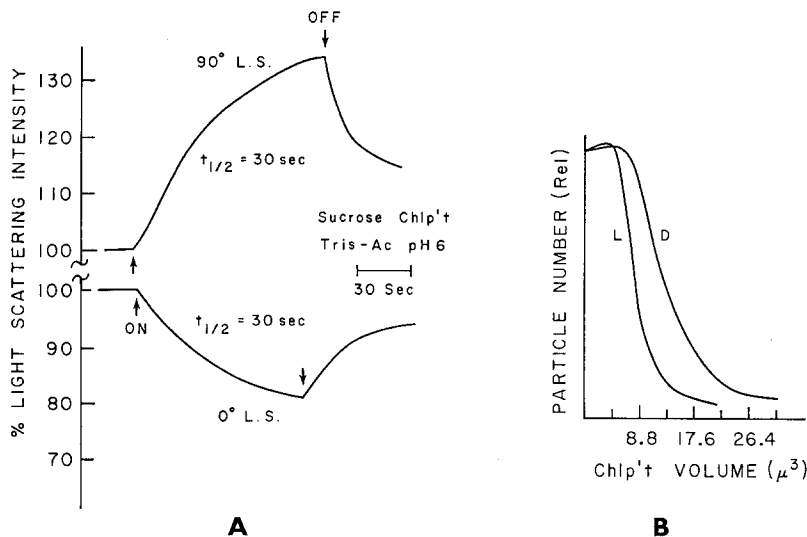 OFF
90° L.S.
% LIGHT SCATTERING INTENSITY
130
120
110
100
t1/2 = 30 sec
Sucrose Chlp't
Tris-Ac pH 6
30 Sec
100
90
80
70
ON
t1/2 = 30 sec
0° L.S.
A
PARTICLE NUMBER (Rel)
L
D
8.8
17.6
26.4
Chlp't VOLUME (μ³)
B